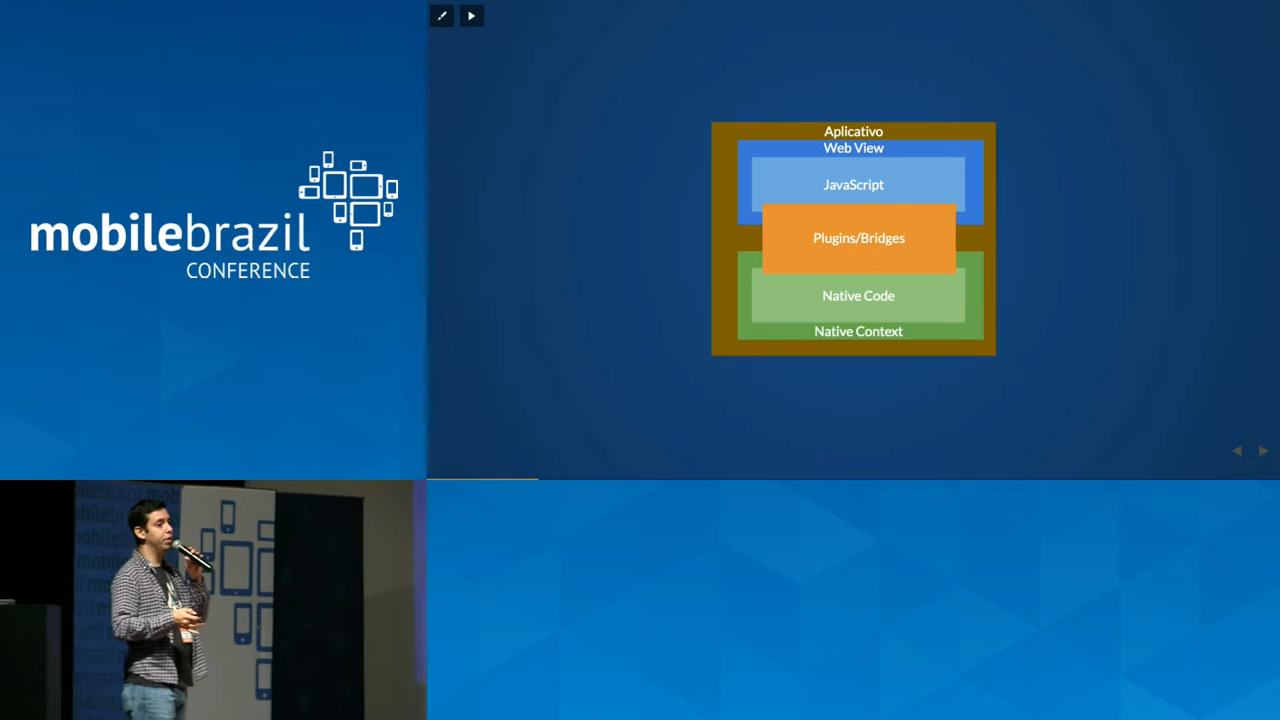 mobilebrazil
CONFERENCE
Aplicativo
Web View
JavaScript
Plugins/Bridges
Native Code
Native Context